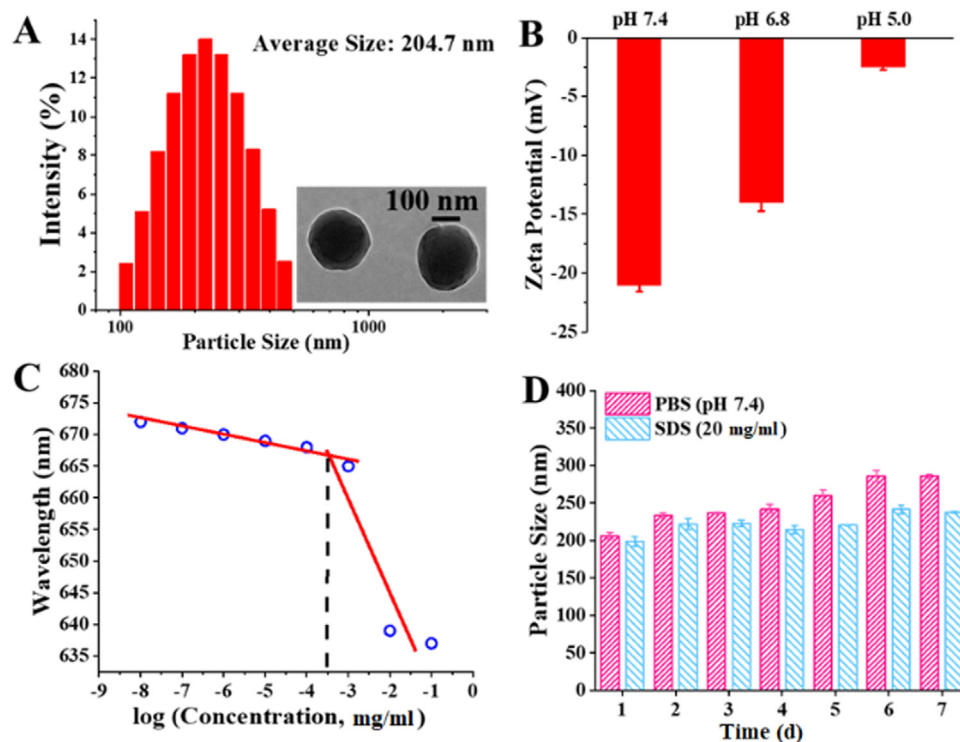 A
Average Size: 204.7 nm
Intensity (%)
14
12
10
8
6
4
2
0
100 nm
100
1000
Particle Size (nm)
B
pH 7.4
pH 6.8
pH 5.0
Zeta Potential (mV)
0
-5
-10
-15
-20
-25
C
Wavelength (nm)
680
675
670
665
660
655
650
645
640
635
-9 -8 -7 -6 -5 -4 -3 -2 -1 0
log (Concentration, mg/ml)
D
PBS (pH 7.4)
SDS (20 mg/ml)
Particle Size (nm)
400
350
300
250
200
150
100
50
0
1 2 3 4 5 6 7
Time (d)